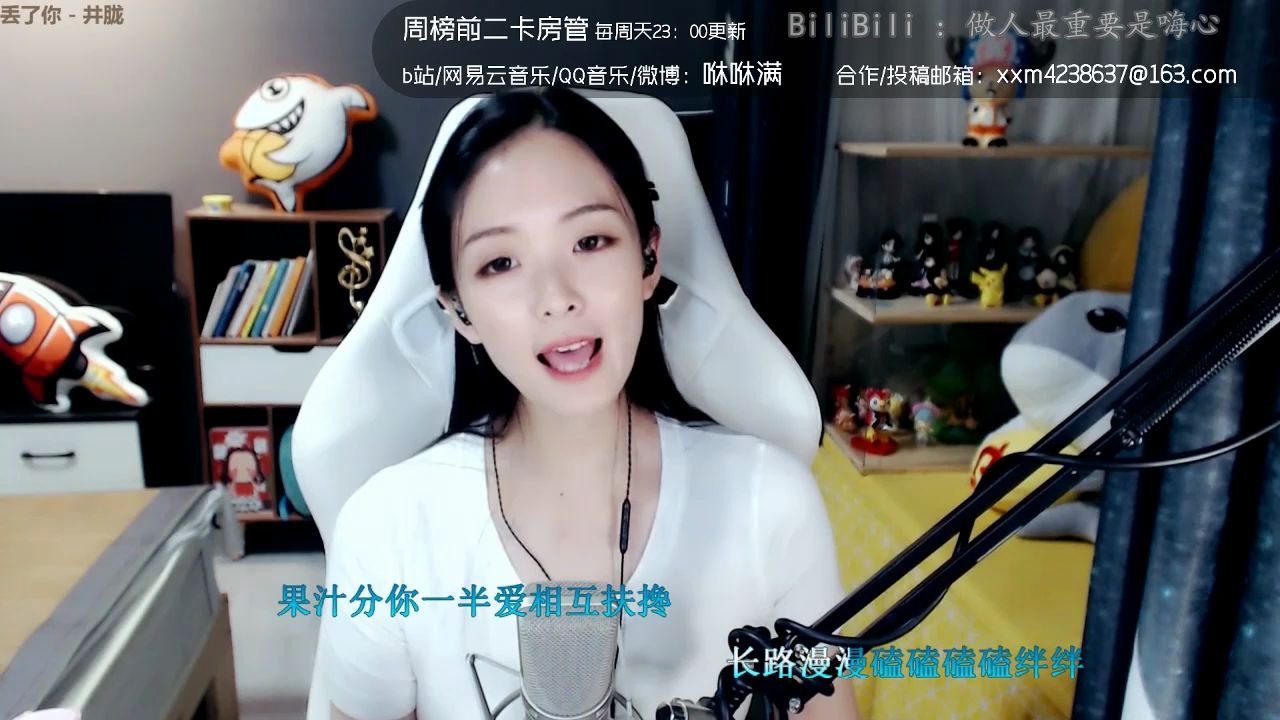 丢了你 - 井胧
周榜前二卡房管 每周天23：00更新
BiliBili ：做人最重要是嗨心
b站/网易云音乐/QQ音乐/微博：咻咻满
合作/投稿邮箱：xxm4238637@163.com
果汁分你一半爱相互扶搀
长路漫漫磕磕磕磕绊绊